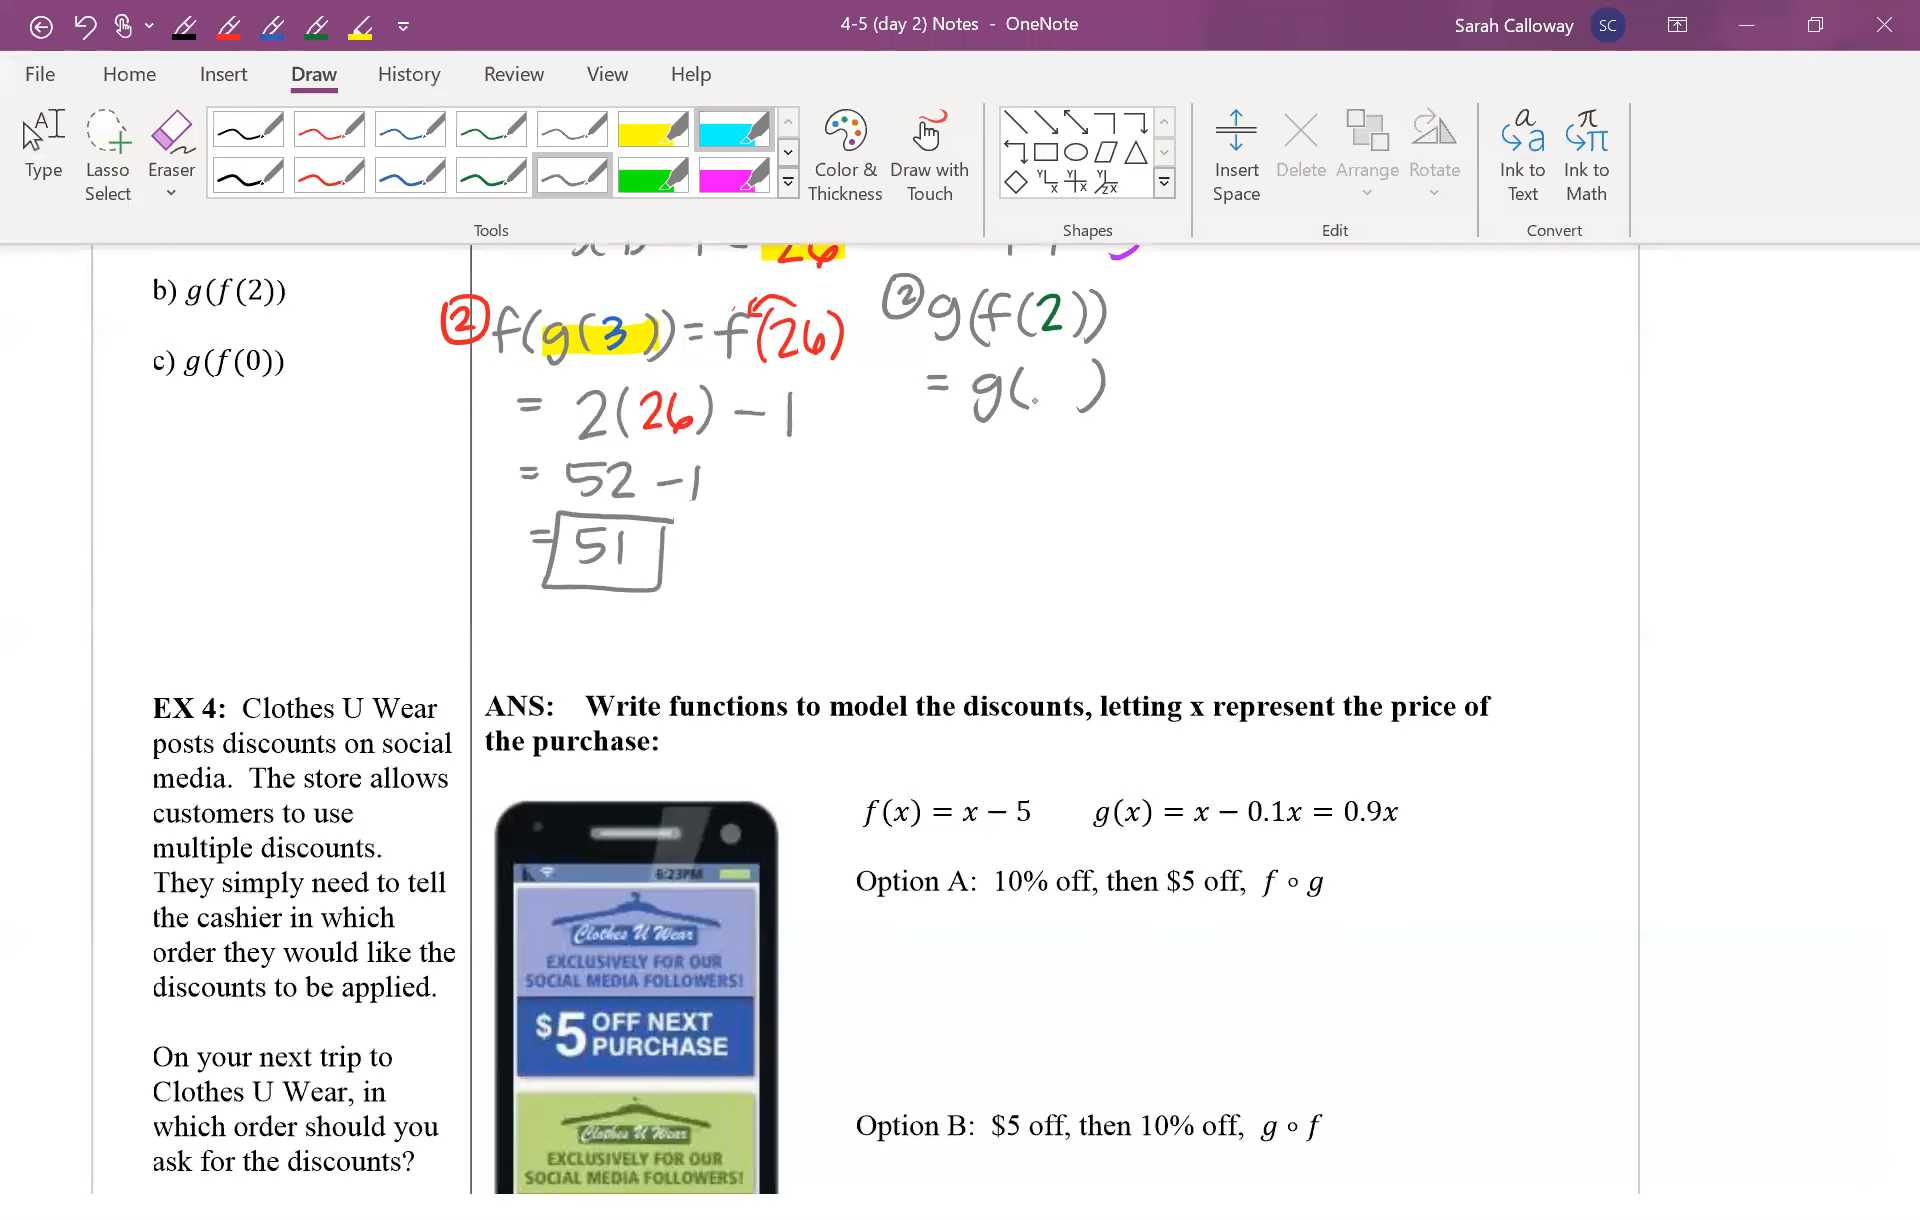 4-5 (day 2) Notes - OneNote
Sarah Calloway SC
File Home Insert Draw History Review View Help
Type
Lasso Select
Eraser
Color & Thickness
Draw with Touch
Insert Space
Delete
Arrange
Rotate
Ink to Text
Ink to Math
Tools
Shapes
Edit
Convert
b) g(f(2))
c) g(f(0))
26
② f(g(3)) = f(26)
= 2(26) - 1
= 52 - 1
= 51
② g(f(2))
= g( )
EX 4: Clothes U Wear
posts discounts on social
media. The store allows
customers to use
multiple discounts.
They simply need to tell
the cashier in which
order they would like the
discounts to be applied.
On your next trip to
Clothes U Wear, in
which order should you
ask for the discounts?
ANS: Write functions to model the discounts, letting x represent the price of
the purchase:
f(x) = x − 5 g(x) = x − 0.1x = 0.9x
Option A: 10% off, then $5 off, f ∘ g
Option B: $5 off, then 10% off, g ∘ f
6:23PM
Clothes U Wear
EXCLUSIVELY FOR OUR
SOCIAL MEDIA FOLLOWERS!
$5 OFF NEXT
PURCHASE
Clothes U Wear
EXCLUSIVELY FOR OUR
SOCIAL MEDIA FOLLOWERS!